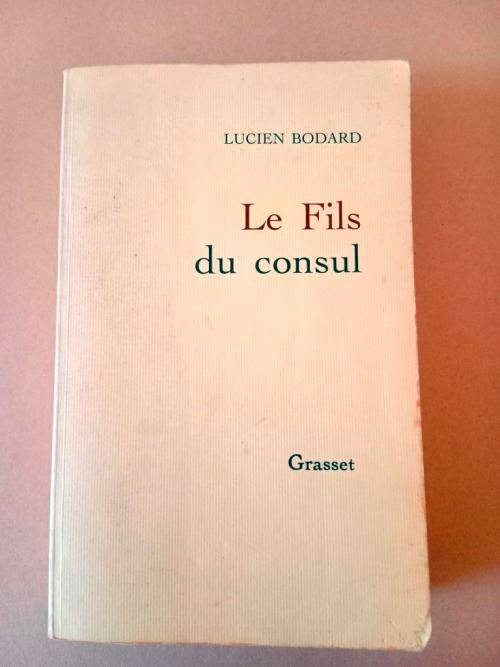 LUCIEN BODARD
Le Fils
du consul
Grasset